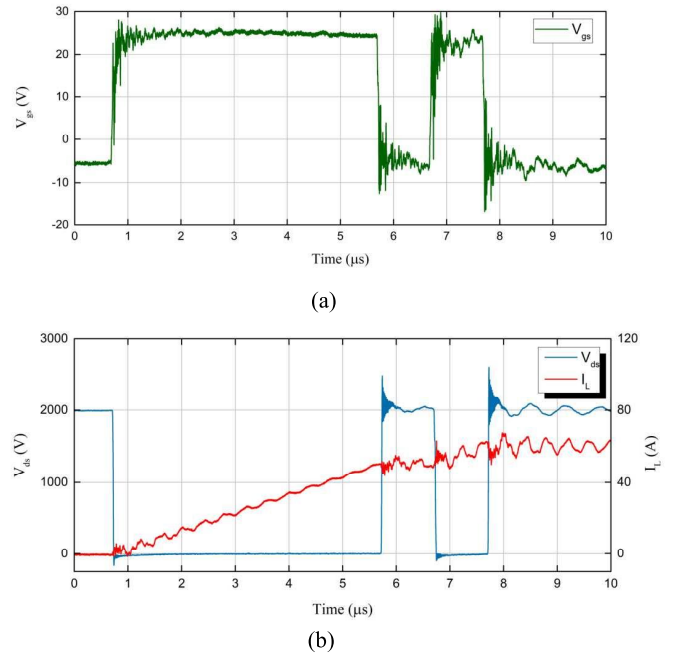 30
20
10
0
-10
-20
V_gs (V)
V_gs
0 1 2 3 4 5 6 7 8 9 10
Time (μs)
(a)
3000
2000
1000
0
V_ds (V)
V_ds
I_L
120
80
40
0
I_L (A)
0 1 2 3 4 5 6 7 8 9 10
Time (μs)
(b)